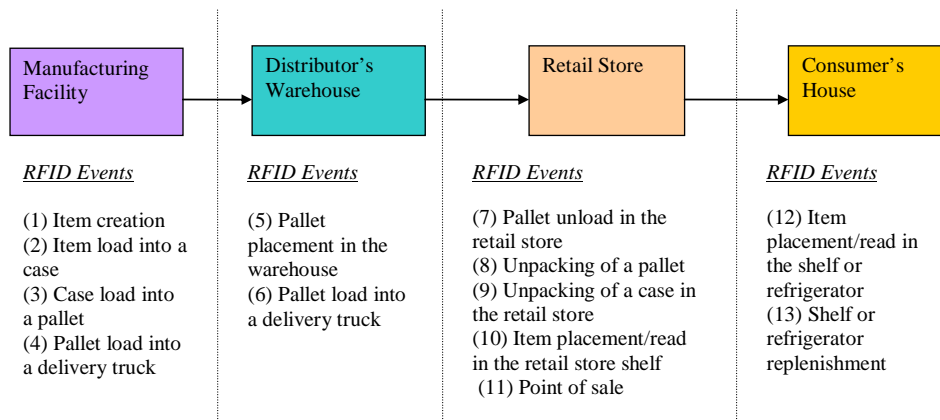 Manufacturing
Facility
Distributor's
Warehouse
Retail Store
Consumer's
House
RFID Events
(1) Item creation
(2) Item load into a
case
(3) Case load into
a pallet
(4) Pallet load into
a delivery truck
RFID Events
(5) Pallet
placement in the
warehouse
(6) Pallet load into
a delivery truck
RFID Events
(7) Pallet unload in the
retail store
(8) Unpacking of a pallet
(9) Unpacking of a case in
the retail store
(10) Item placement/read
in the retail store shelf
(11) Point of sale
RFID Events
(12) Item
placement/read in
the shelf or
refrigerator
(13) Shelf or
refrigerator
replenishment